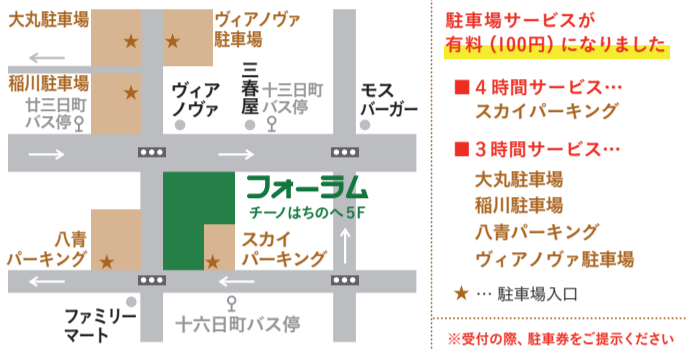 大丸駐車場
ヴィアノヴァ
駐車場
稲川駐車場
廿三日町
バス停
ヴィア
ノヴァ
三春屋
十三日町
バス停
モス
バーガー
フォーラム
チーノはちのへ5F
八青
パーキング
スカイ
パーキング
ファミリー
マート
十六日町バス停
駐車場サービスが
有料(100円)になりました
■4時間サービス…
スカイパーキング
■3時間サービス…
大丸駐車場
稲川駐車場
八青パーキング
ヴィアノヴァ駐車場
★ … 駐車場入口
※受付の際、駐車券をご提示ください